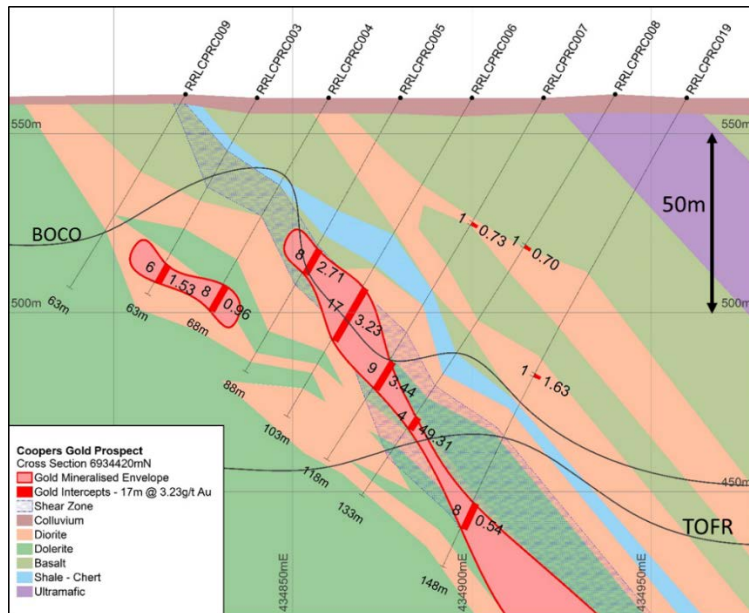 RRLCPRC009
RRLCPRC003
RRLCPRC004
RRLCPRC005
RRLCPRC006
RRLCPRC007
RRLCPRC008
RRLCPRC019
550m
550m
50m
BOCO
1 0.73
1 0.70
8 2.71
6 1.53
8 0.96
500m
500m
17 3.23
63m
63m
68m
9 3.44
1 1.63
88m
4 49.31
103m
118m
133m
8 0.54
148m
450m
TOFR
434850mE
434900mE
434950mE
Coopers Gold Prospect
Cross Section 6934420mN
Gold Mineralised Envelope
Gold Intercepts - 17m @ 3.23g/t Au
Shear Zone
Colluvium
Diorite
Dolerite
Basalt
Shale - Chert
Ultramafic